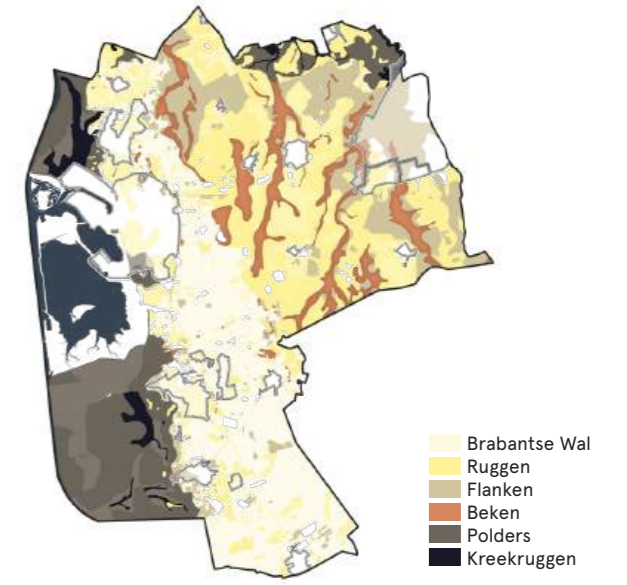 Brabantse Wal
Ruggen
Flanken
Beken
Polders
Kreekruggen